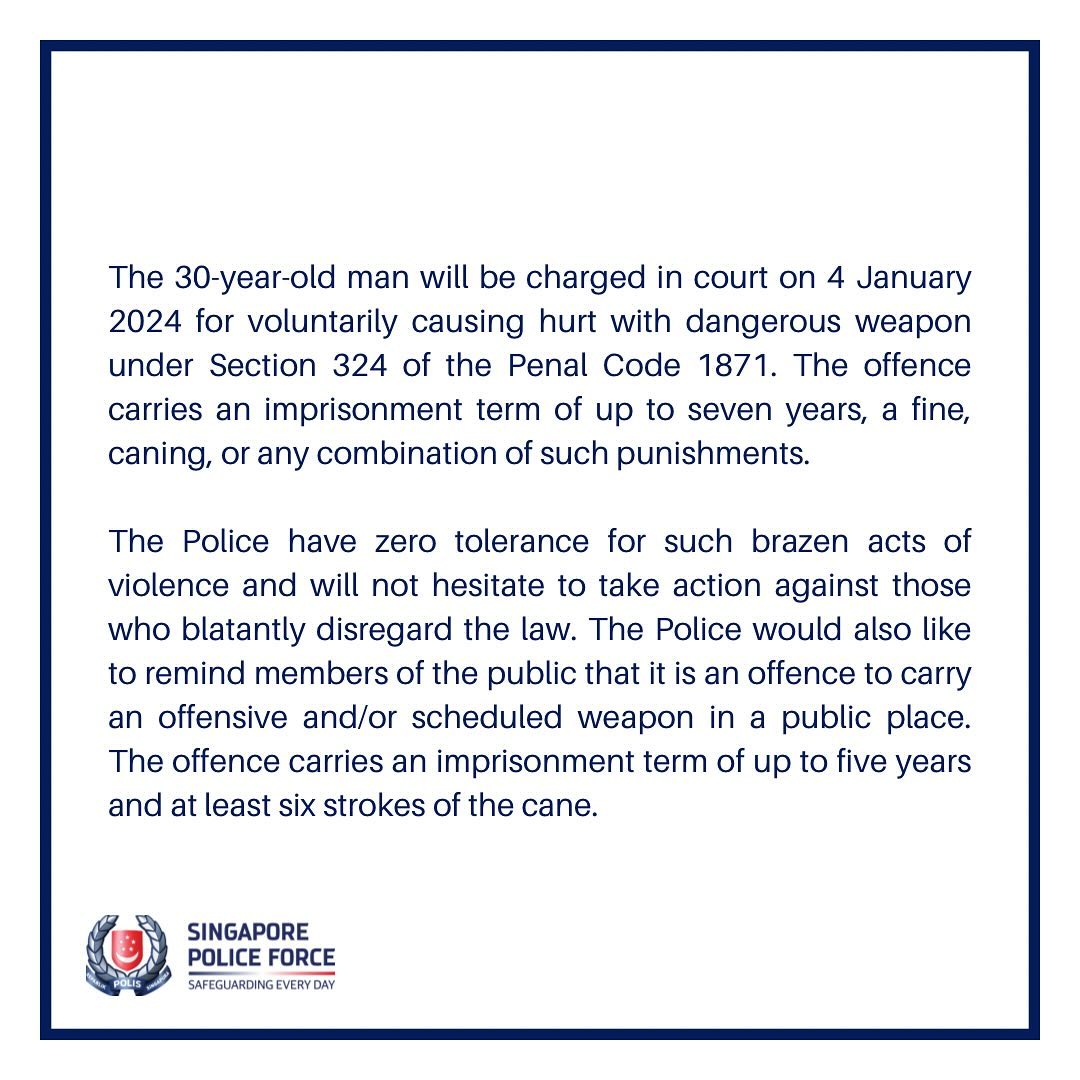 The 30-year-old man will be charged in court on 4 January
2024 for voluntarily causing hurt with dangerous weapon
under Section 324 of the Penal Code 1871. The offence
carries an imprisonment term of up to seven years, a fine,
caning, or any combination of such punishments.
The Police have zero tolerance for such brazen acts of
violence and will not hesitate to take action against those
who blatantly disregard the law. The Police would also like
to remind members of the public that it is an offence to carry
an offensive and/or scheduled weapon in a public place.
The offence carries an imprisonment term of up to five years
and at least six strokes of the cane.
SINGAPORE
POLICE FORCE
SAFEGUARDING EVERY DAY
REPUBLIK POLIS SINGAPURA